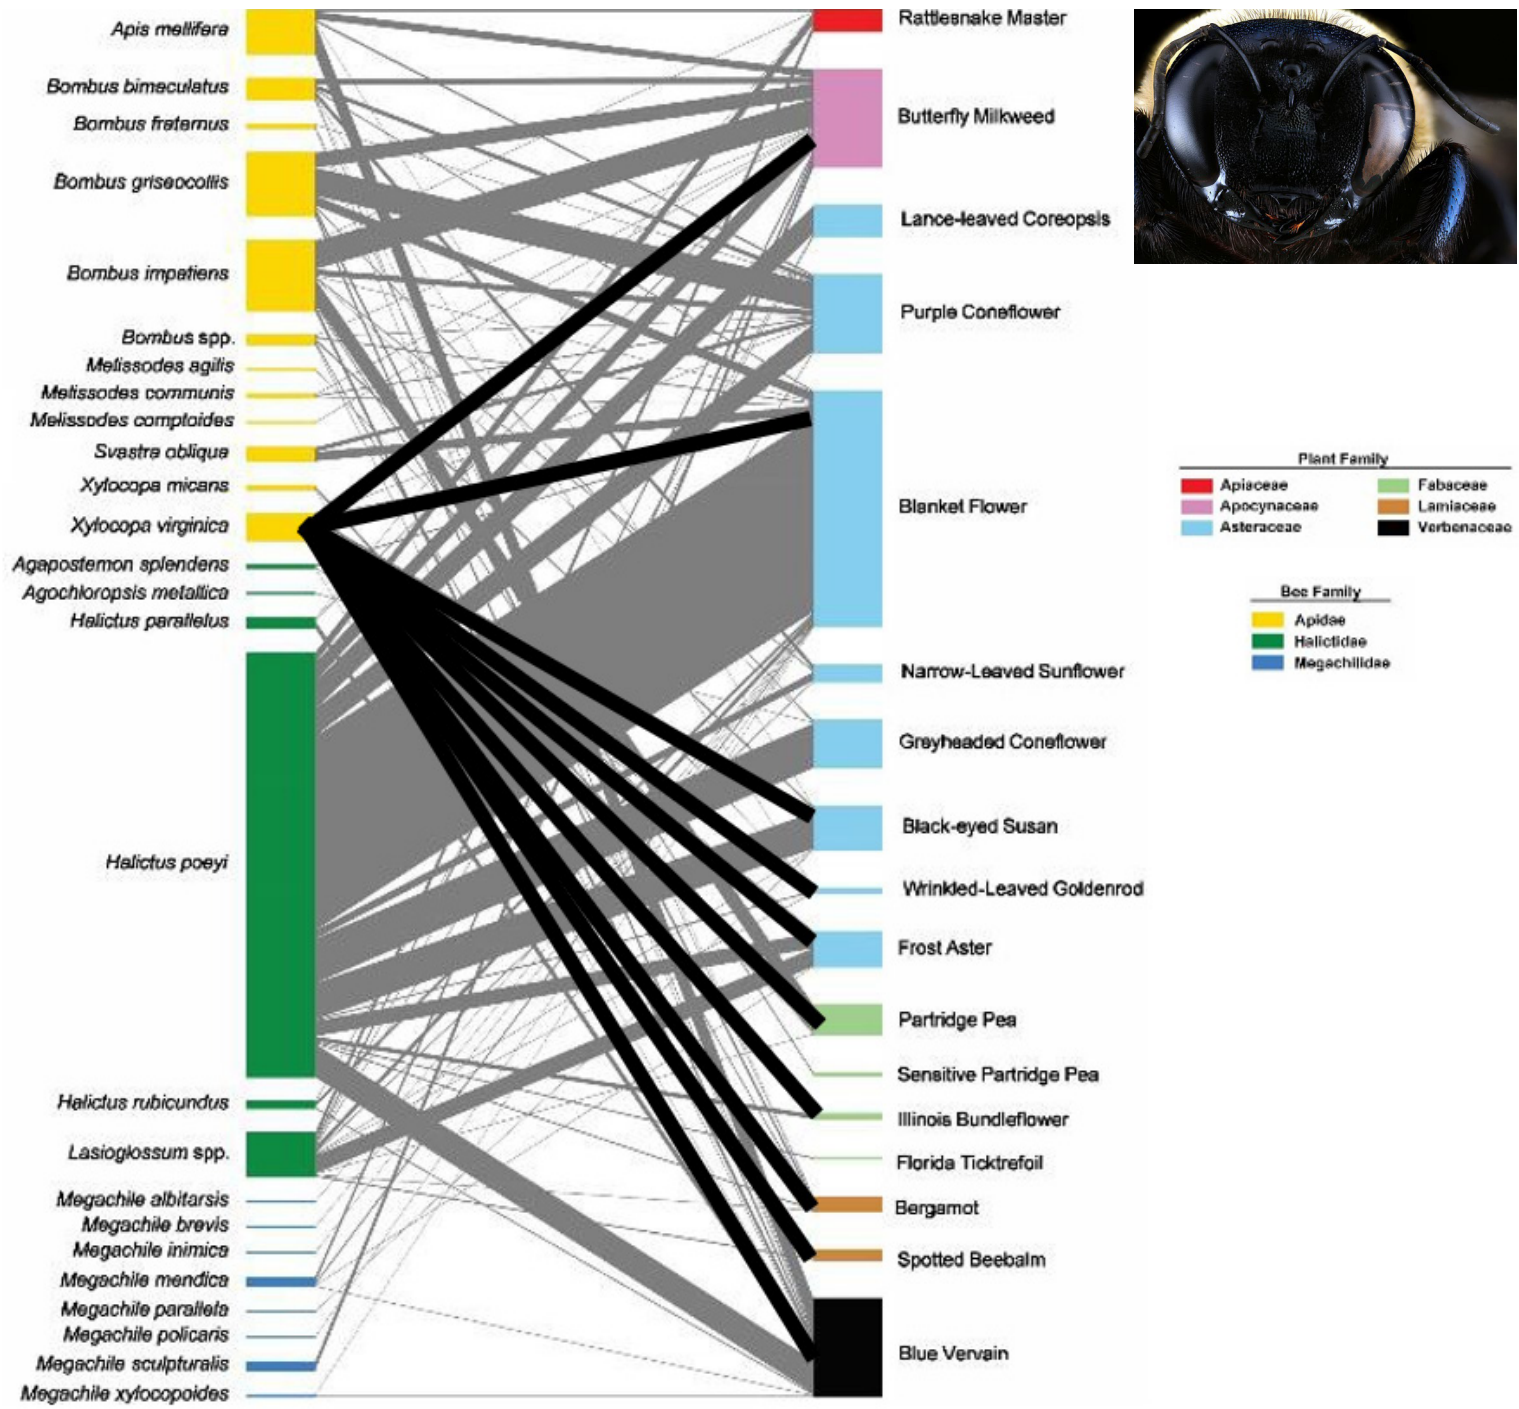 Apis mellifera
Bombus bimaculatus
Bombus fraternus
Bombus griseocollis
Bombus impatiens
Bombus spp.
Melissodes agilis
Melissodes communis
Melissodes comptoides
Svastra obliqua
Xylocopa micans
Xylocopa virginica
Agapostemon splendens
Agochloropsis metallica
Halictus parallelus
Halictus poeyi
Halictus rubicundus
Lasioglossum spp.
Megachile albitarsis
Megachile brevis
Megachile inimica
Megachile mendica
Megachile parallela
Megachile policaris
Megachile sculpturalis
Megachile xylocopoides
Rattlesnake Master
Butterfly Milkweed
Lance-leaved Coreopsis
Purple Coneflower
Blanket Flower
Narrow-Leaved Sunflower
Greyheaded Coneflower
Black-eyed Susan
Wrinkled-Leaved Goldenrod
Frost Aster
Partridge Pea
Sensitive Partridge Pea
Illinois Bundleflower
Florida Ticktrefoil
Bergamot
Spotted Beebalm
Blue Vervain
Plant Family
Apiaceae
Apocynaceae
Asteraceae
Fabaceae
Lamiaceae
Verbenaceae
Bee Family
Apidae
Halictidae
Megachilidae